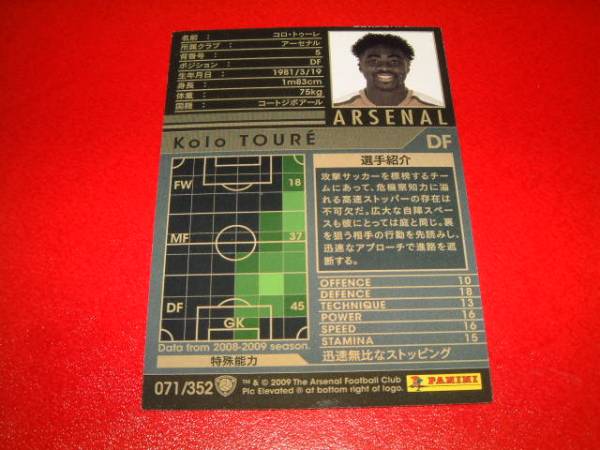 名前 : コロ・トゥーレ
所属クラブ : アーセナル
背番号 : 5
ポジション : DF
生年月日 : 1981/3/19
身長 : 1m83cm
体重 : 75kg
国籍 : コートジボアール
ARSENAL
Kolo TOURÉ DF
FW 18
MF 37
DF 45
GK
Data from 2008-2009 season.
選手紹介
攻撃サッカーを標榜するチー
ムにあって、危機察知力に溢
れる高速ストッパーの存在は
不可欠だ。広大な自陣スペー
スも彼にとっては庭と同じ。裏
を狙う相手の行動を先読みし、
迅速なアプローチで進路を遮
断する。
OFFENCE 10
DEFENCE 18
TECHNIQUE 13
POWER 16
SPEED 16
STAMINA 15
特殊能力 迅速無比なストッピング
071/352
™ & © 2009 The Arsenal Football Club
Plc Elevated ® at bottom right of logo.
PANINI